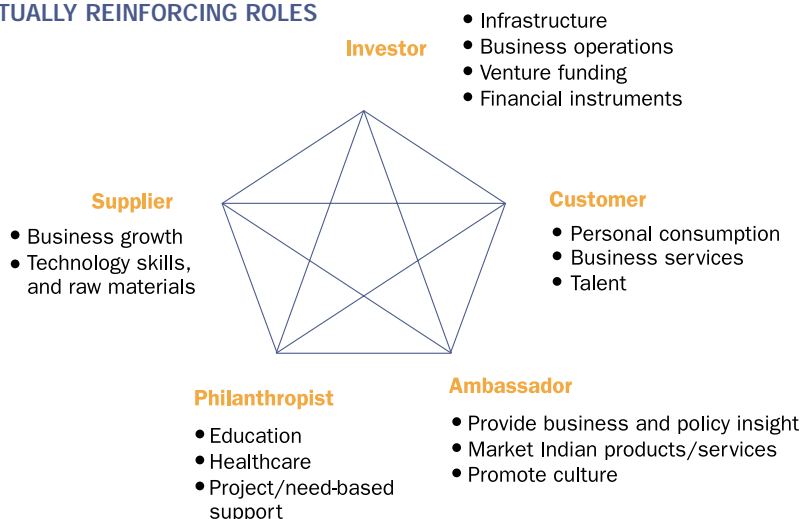 TUALLY REINFORCING ROLES
Investor
• Infrastructure
• Business operations
• Venture funding
• Financial instruments
Supplier
• Business growth
• Technology skills,
and raw materials
Customer
• Personal consumption
• Business services
• Talent
Philanthropist
• Education
• Healthcare
• Project/need-based
support
Ambassador
• Provide business and policy insight
• Market Indian products/services
• Promote culture